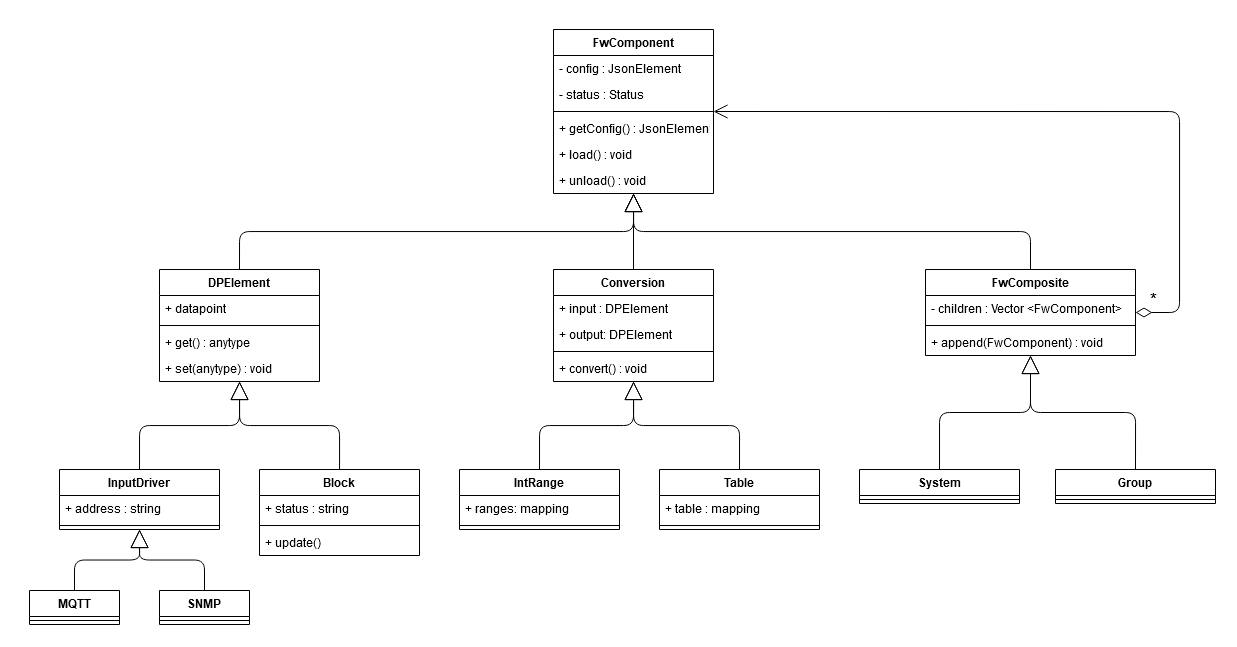 FwComponent
- config : JsonElement
- status : Status
+ getConfig() : JsonElemen
+ load() : void
+ unload() : void
DPElement
+ datapoint
+ get() : anytype
+ set(anytype) : void
Conversion
+ input : DPElement
+ output: DPElement
+ convert() : void
FwComposite
- children : Vector <FwComponent>
+ append(FwComponent) : void
*
InputDriver
+ address : string
Block
+ status : string
+ update()
IntRange
+ ranges: mapping
Table
+ table : mapping
System
Group
MQTT
SNMP